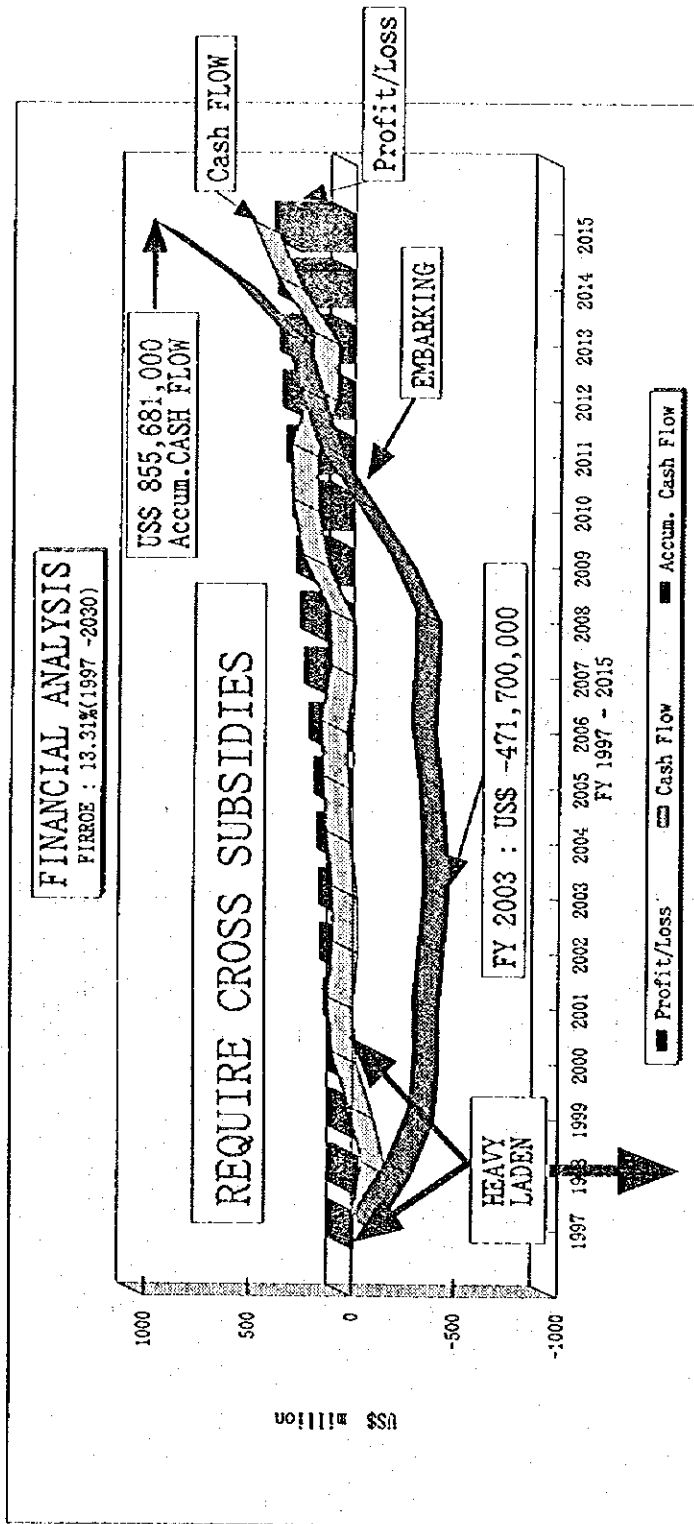 FINANCIAL ANALYSIS
FIRROE : 13.31%(1997 -2030)
US$ 855,681,000
Accum.CASH FLOW
Cash FLOW
Profit/Loss
REQUIRE CROSS SUBSIDIES
EMBARKING
FY 2003 : US$ -471,700,000
HEAVY
LADEN
US$ million
1000
500
0
-500
-1000
1997 1998 1999 2000 2001 2002 2003 2004 2005 2006 2007 2008 2009 2010 2011 2012 2013 2014 2015
FY 1997 - 2015
Profit/Loss Cash Flow Accum. Cash Flow